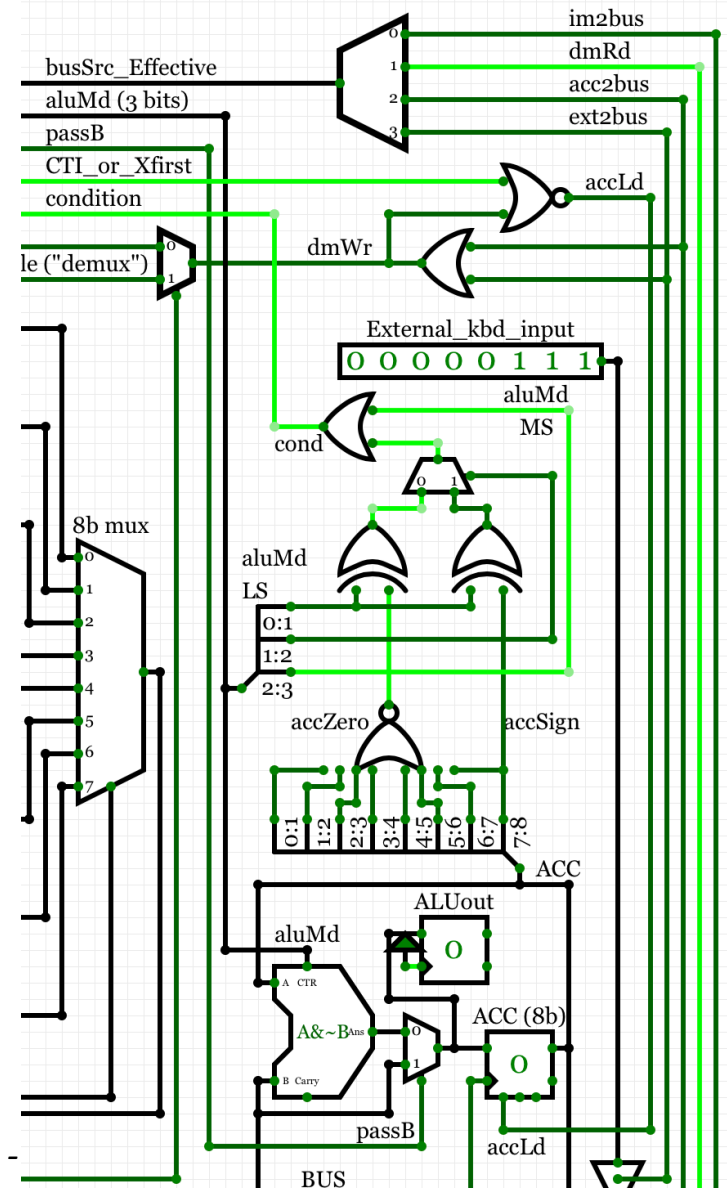 im2bus
0
busSrc_Effective
dmRd
1
aluMd (3 bits)
acc2bus
2
passB
ext2bus
3
CTI_or_Xfirst
accLd
condition
0
dmWr
le ("demux")
1
External_kbd_input
0 0 0 0 0 1 1 1
aluMd
MS
cond
0 1
8b mux
0
1
2
3
4
5
6
7
aluMd
LS
0:1
1:2
2:3
accZero
accSign
0:1
1:2
2:3
3:4
4:5
5:6
6:7
7:8
ACC
ALUout
0
aluMd
A CTR
A&~B
Ans
B Carry
0
1
ACC (8b)
0
passB
accLd
BUS